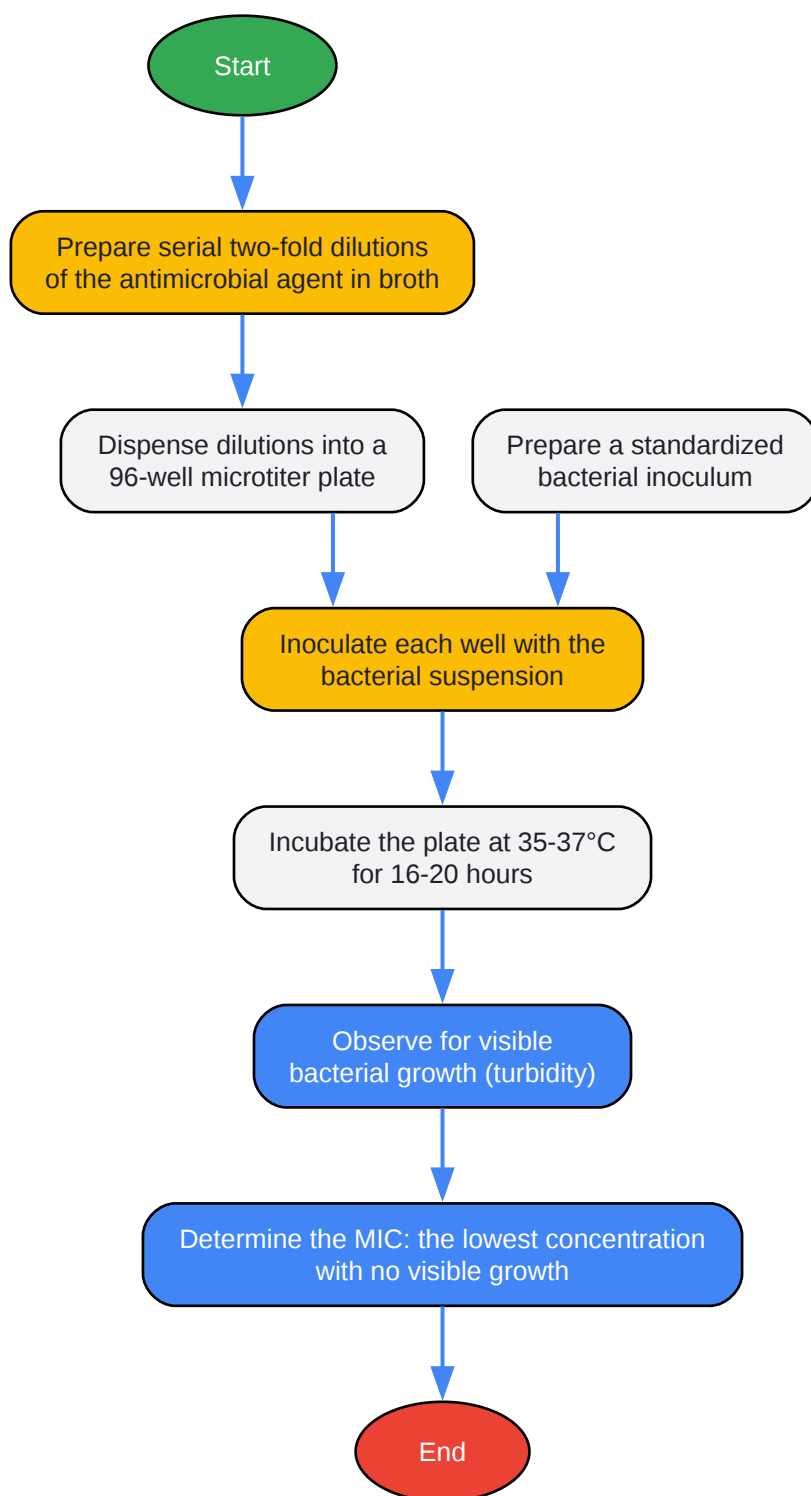 Start
Prepare serial two-fold dilutions
of the antimicrobial agent in broth
Dispense dilutions into a
96-well microtiter plate
Prepare a standardized
bacterial inoculum
Inoculate each well with the
bacterial suspension
Incubate the plate at 35-37°C
for 16-20 hours
Observe for visible
bacterial growth (turbidity)
Determine the MIC: the lowest concentration
with no visible growth
End